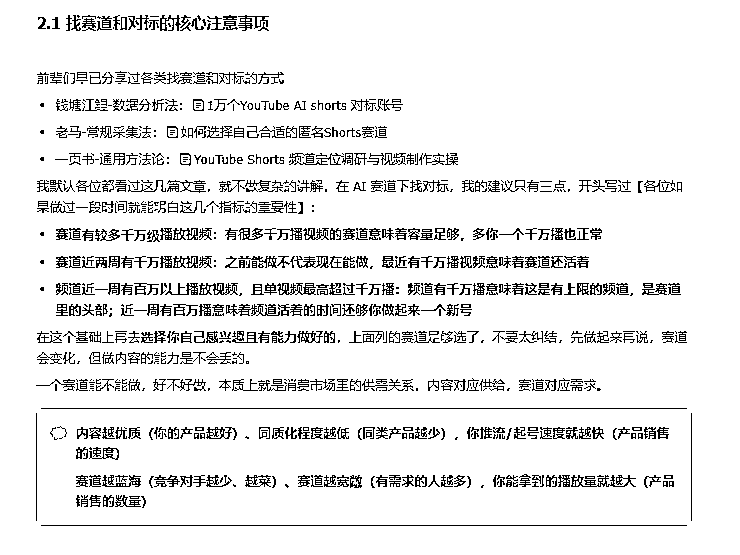 2.1 找赛道和对标的核心注意事项
前辈们早已分享过各类找赛道和对标的方式
• 钱塘江鲤-数据分析法：1万个YouTube AI shorts 对标账号
• 老马-常规采集法：如何选择自己合适的匿名Shorts赛道
• 一页书-通用方法论：YouTube Shorts 频道定位调研与视频制作实操
我默认各位都看过这几篇文章，就不做复杂的讲解，在 AI 赛道下找对标，我的建议只有三点，开头写过【各位如
果做过一段时间就能明白这几个指标的重要性】：
• 赛道有较多千万级播放视频：有很多千万播视频的赛道意味着容量足够，多你一个千万播也正常
• 赛道近两周有千万播放视频：之前能做不代表现在能做，最近有千万播视频意味着赛道还活着
• 频道近一周有百万以上播放视频，且单视频最高超过千万播：频道有千万播意味着这是有上限的频道，是赛道
里的头部；近一周有百万播意味着频道活着的时间还够你做起来一个新号
在这个基础上再去选择你自己感兴趣且有能力做好的，上面列的赛道足够选了，不要太纠结，先做起来再说，赛道
会变化，但做内容的能力是不会丢的。
一个赛道能不能做，好不好做，本质上就是消费市场里的供需关系，内容对应供给，赛道对应需求。
内容越优质（你的产品越好）、同质化程度越低（同类产品越少），你推流/起号速度就越快（产品销售
的速度）
赛道越蓝海（竞争对手越少、越菜）、赛道越宽敞（有需求的人越多），你能拿到的播放量就越大（产品
销售的数量）